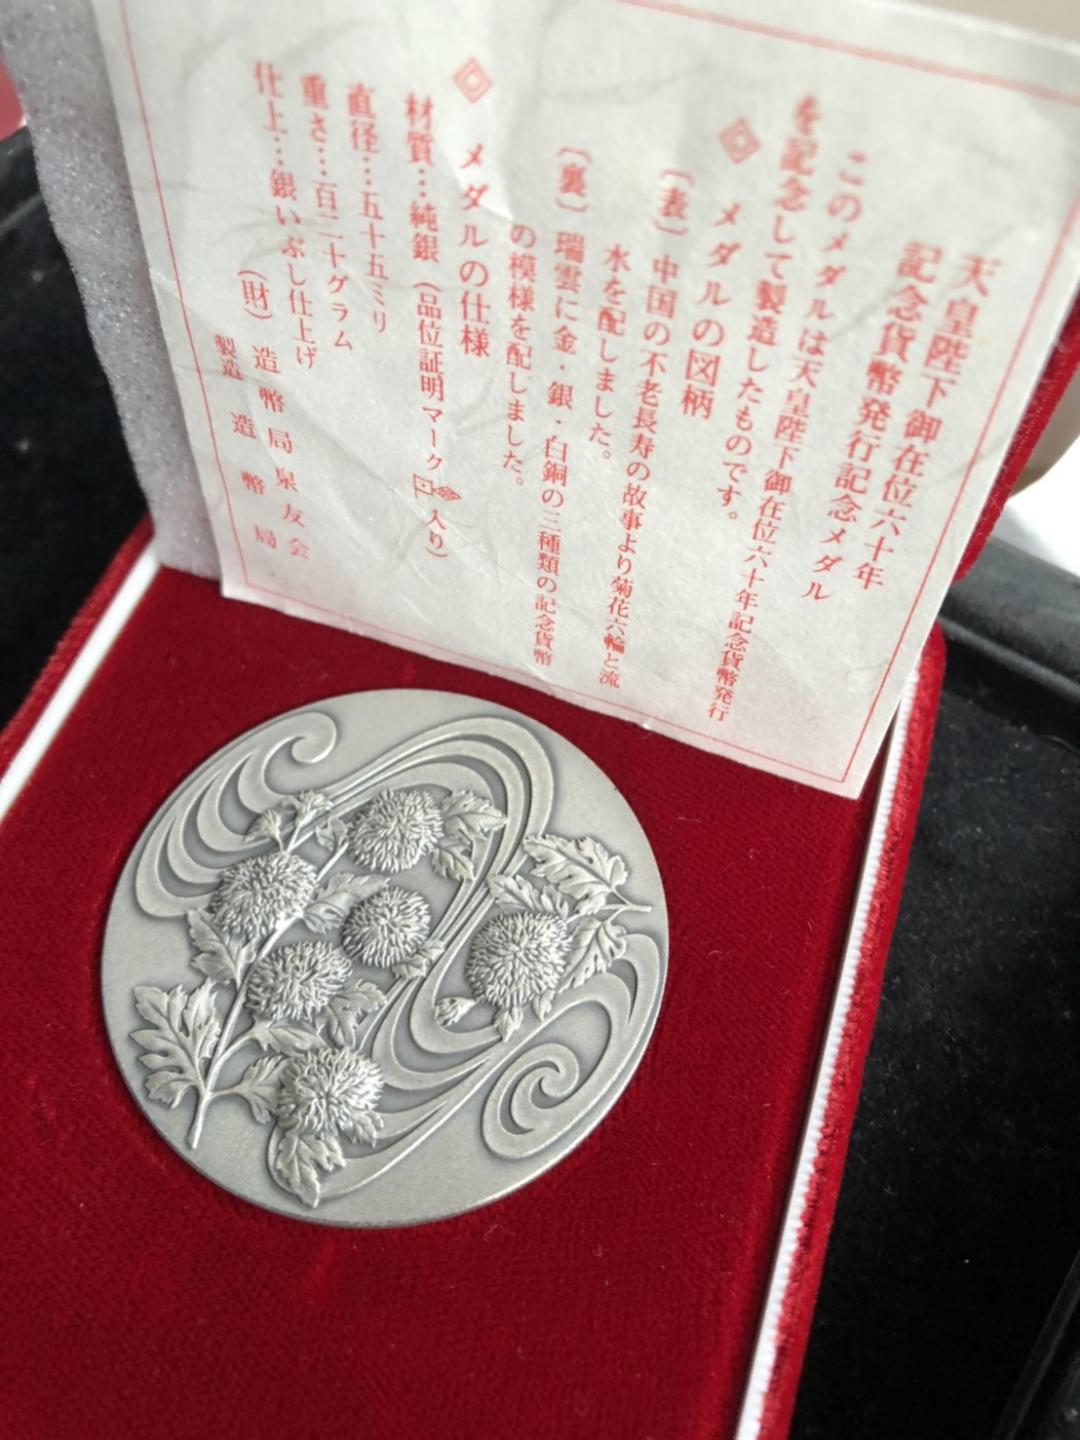 天皇陛下御在位六十年
記念貨幣発行記念メダル
このメダルは天皇陛下御在位六十年記念貨幣発行
を記念して製造したものです。
メダルの図柄
〔表〕中国の不老長寿の故事より菊花六輪と流
水を配しました。
〔裏〕瑞雲に金・銀・白銅の三種類の記念貨幣
の模様を配しました。
メダルの仕様
材質…純銀(品位証明マーク入り)
直径…五十五ミリ
重さ…百二十グラム
仕上…銀いぶし仕上げ
(財)造幣局泉友会
製造 造幣局